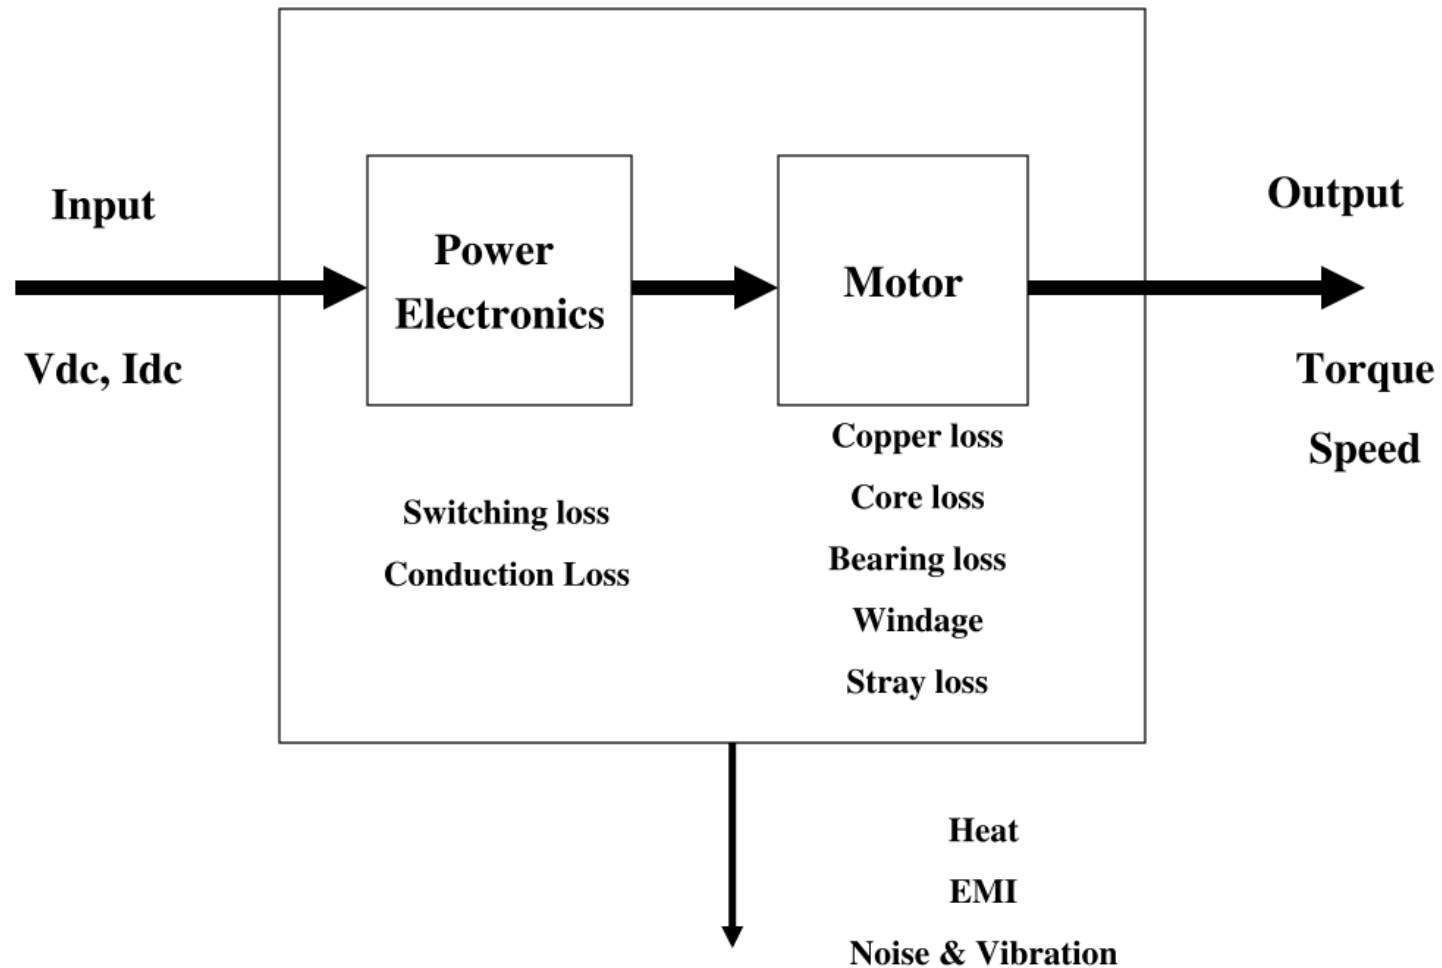 Input
Vdc, Idc
Power
Electronics
Switching loss
Conduction Loss
Motor
Copper loss
Core loss
Bearing loss
Windage
Stray loss
Output
Torque
Speed
Heat
EMI
Noise & Vibration